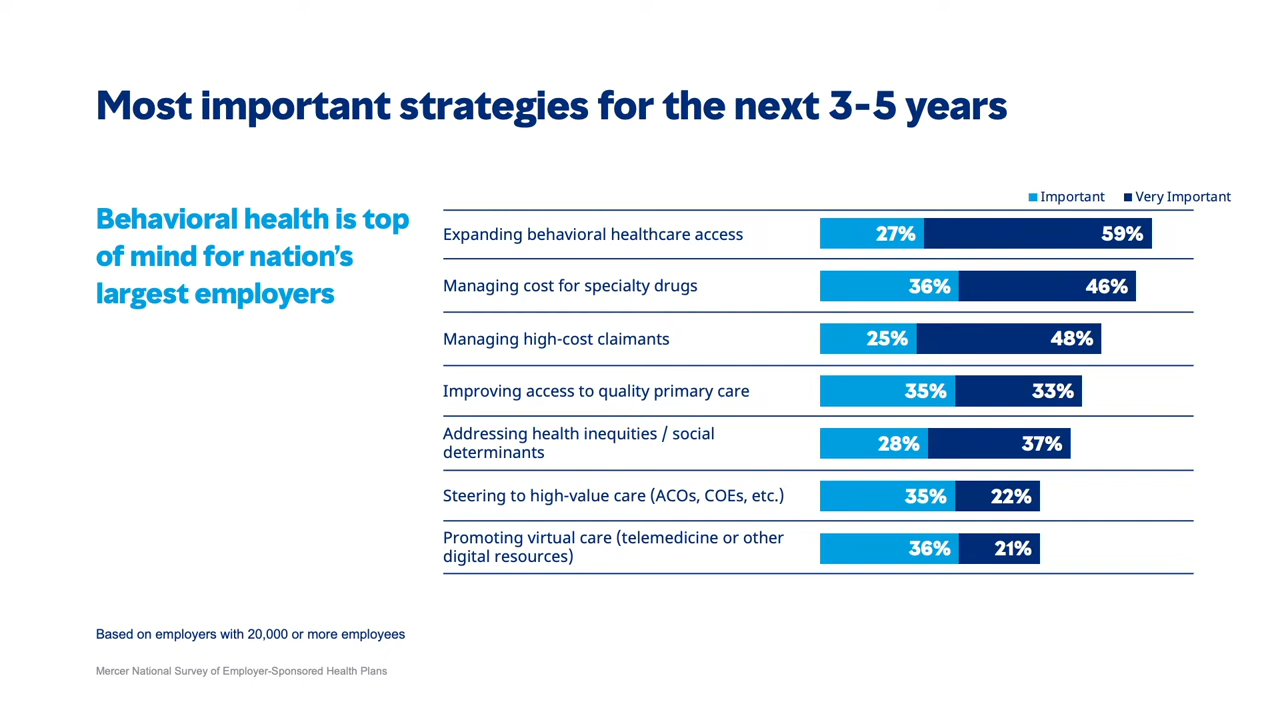 Most important strategies for the next 3-5 years
Behavioral health is top
of mind for nation’s
largest employers
Important Very Important
Expanding behavioral healthcare access 27% 59%
Managing cost for specialty drugs 36% 46%
Managing high-cost claimants 25% 48%
Improving access to quality primary care 35% 33%
Addressing health inequities / social
determinants 28% 37%
Steering to high-value care (ACOs, COEs, etc.) 35% 22%
Promoting virtual care (telemedicine or other
digital resources) 36% 21%
Based on employers with 20,000 or more employees
Mercer National Survey of Employer-Sponsored Health Plans